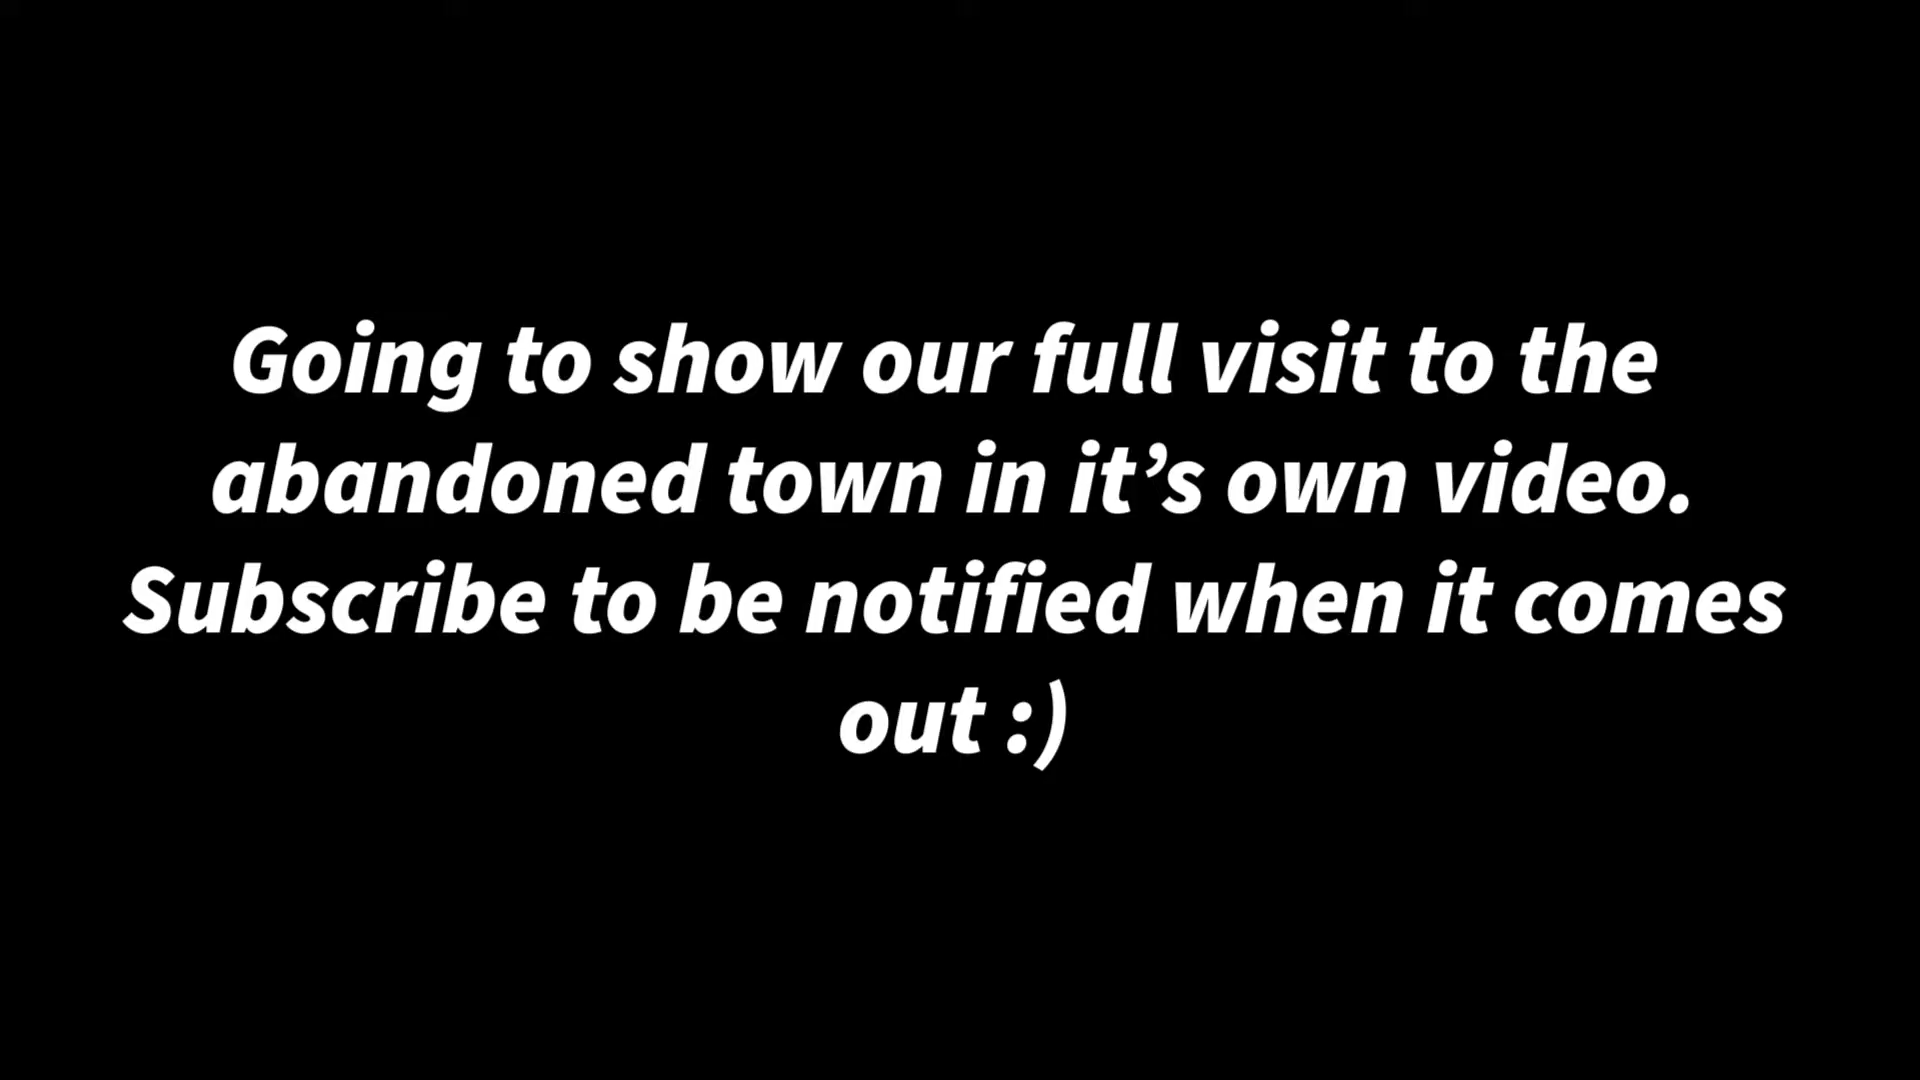 Going to show our full visit to the
abandoned town in it’s own video.
Subscribe to be notified when it comes
out :)